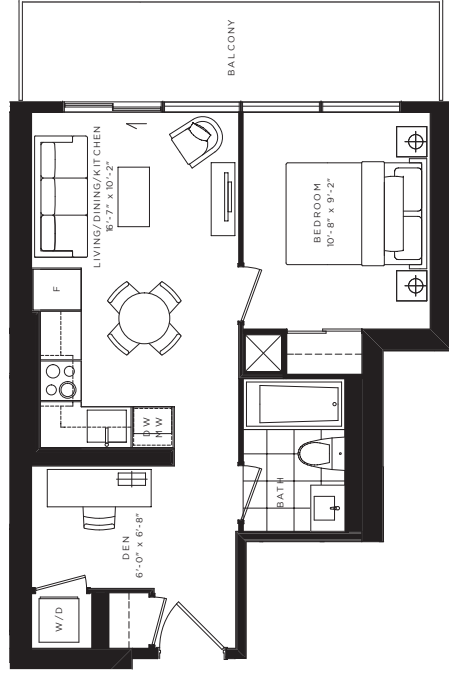 BALCONY
LIVING/DINING/KITCHEN
16'-7" x 10'-2"
BEDROOM
10'-8" x 9'-2"
F
DW
MW
BATH
DEN
6'-0" x 6'-8"
W/D